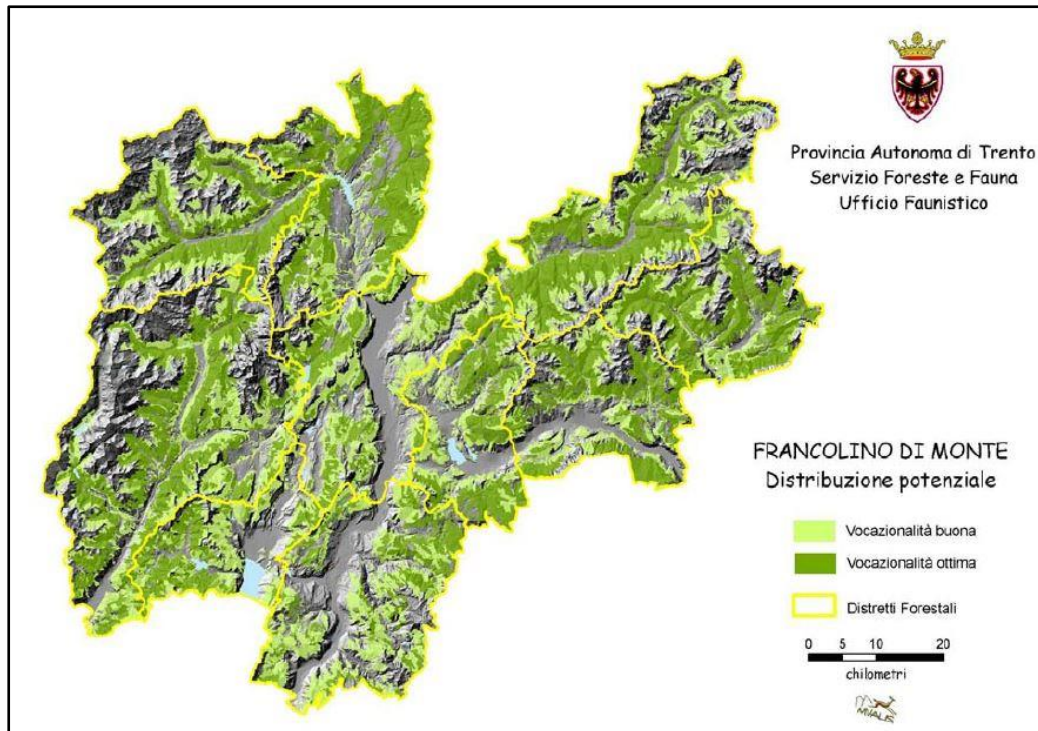 Provincia Autonoma di Trento
Servizio Foreste e Fauna
Ufficio Faunistico
FRANCOLINO DI MONTE
Distribuzione potenziale
Vocazionalità buona
Vocazionalità ottima
Distretti Forestali
0 5 10 20
chilometri